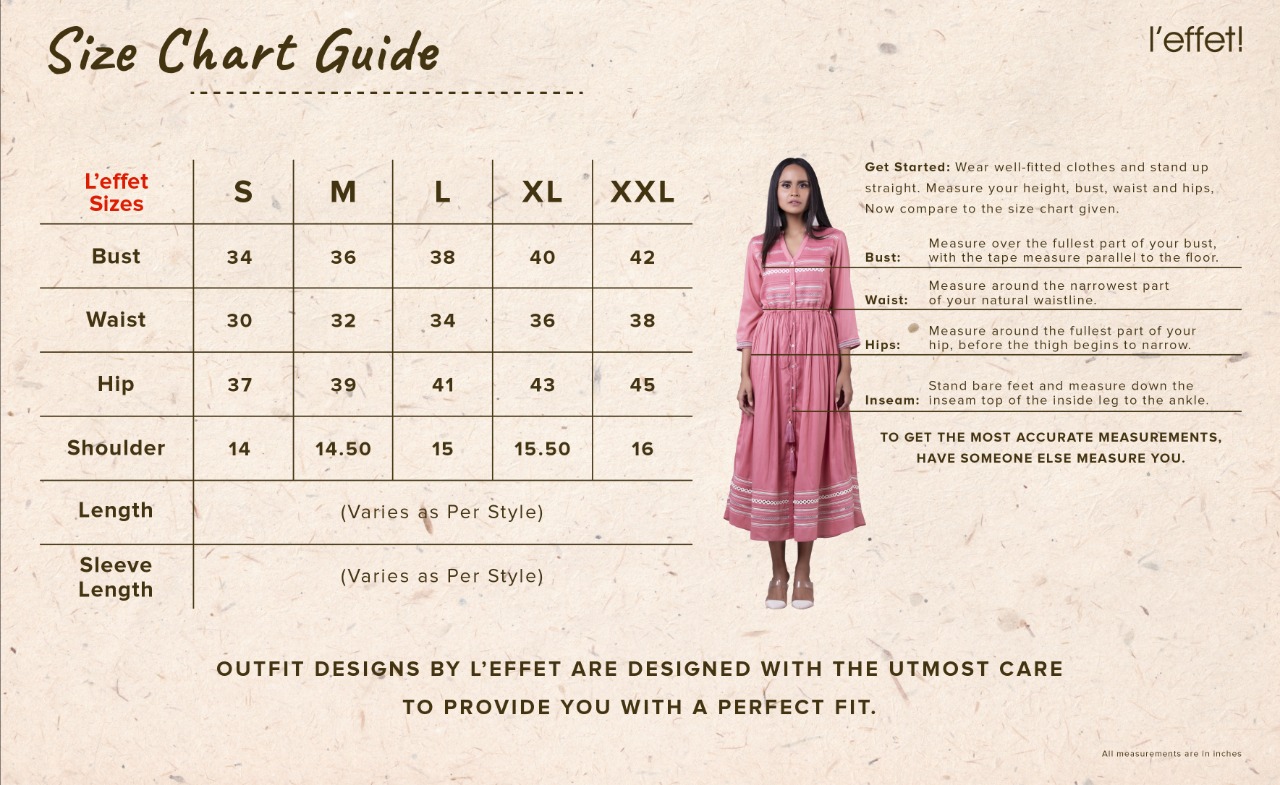 Size Chart Guide
l'effet!
L'effet
Sizes
S M L XL XXL
Bust 34 36 38 40 42
Waist 30 32 34 36 38
Hip 37 39 41 43 45
Shoulder 14 14.50 15 15.50 16
Length (Varies as Per Style)
Sleeve
Length
(Varies as Per Style)
Get Started: Wear well-fitted clothes and stand up
straight. Measure your height, bust, waist and hips,
Now compare to the size chart given.
Bust: Measure over the fullest part of your bust,
with the tape measure parallel to the floor.
Waist: Measure around the narrowest part
of your natural waistline.
Hips: Measure around the fullest part of your
hip, before the thigh begins to narrow.
Inseam: Stand bare feet and measure down the
inseam top of the inside leg to the ankle.
TO GET THE MOST ACCURATE MEASUREMENTS,
HAVE SOMEONE ELSE MEASURE YOU.
OUTFIT DESIGNS BY L'EFFET ARE DESIGNED WITH THE UTMOST CARE
TO PROVIDE YOU WITH A PERFECT FIT.
All measurements are in inches